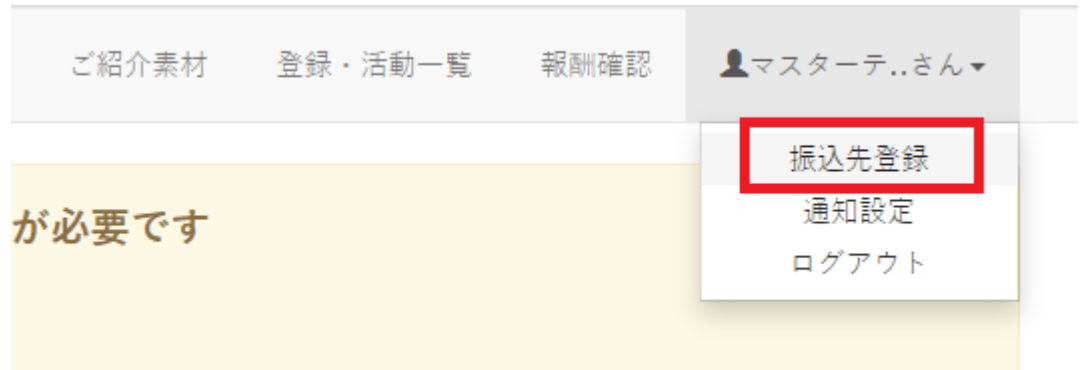 ご紹介素材 登録・活動一覧 報酬確認 マスターテ..さん
振込先登録
通知設定
ログアウト
が必要です